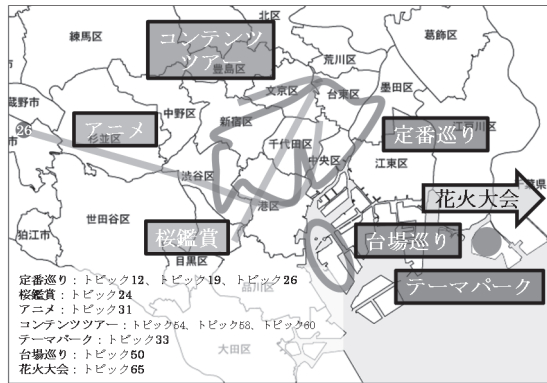 北区
コンテンツ
ツアー
練馬区
豊島区
荒川区
葛飾区
文京区
台東区
墨田区
中野区
新宿区
26
アニメ
杉並区
定番巡り
千代田区
中央区
江東区
渋谷区
花火大会
港区
世田谷区
桜鑑賞
台場巡り
狛江市
目黒区
テーマパーク
品川区
大田区
定番巡り：トピック12、トピック19、トピック26
桜鑑賞：トピック24
アニメ：トピック31
コンテンツツアー：トピック54、トピック58、トピック60
テーマパーク：トピック33
台場巡り：トピック50
花火大会：トピック65